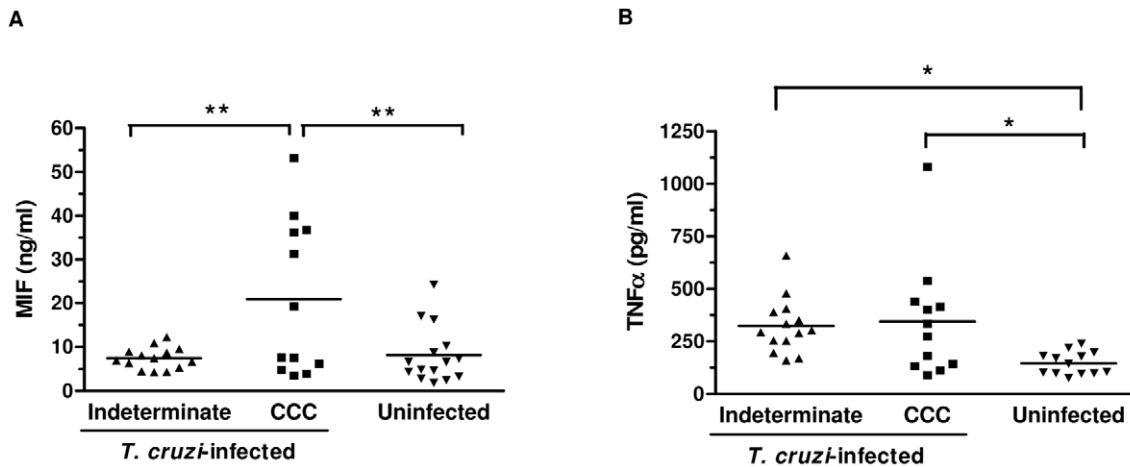 A
B
** **
60
50
40
30
20
10
0
MIF (ng/ml)
Indeterminate CCC Uninfected
T. cruzi-infected
*
*
1250
1000
750
500
250
0
TNFα (pg/ml)
Indeterminate CCC Uninfected
T. cruzi-infected